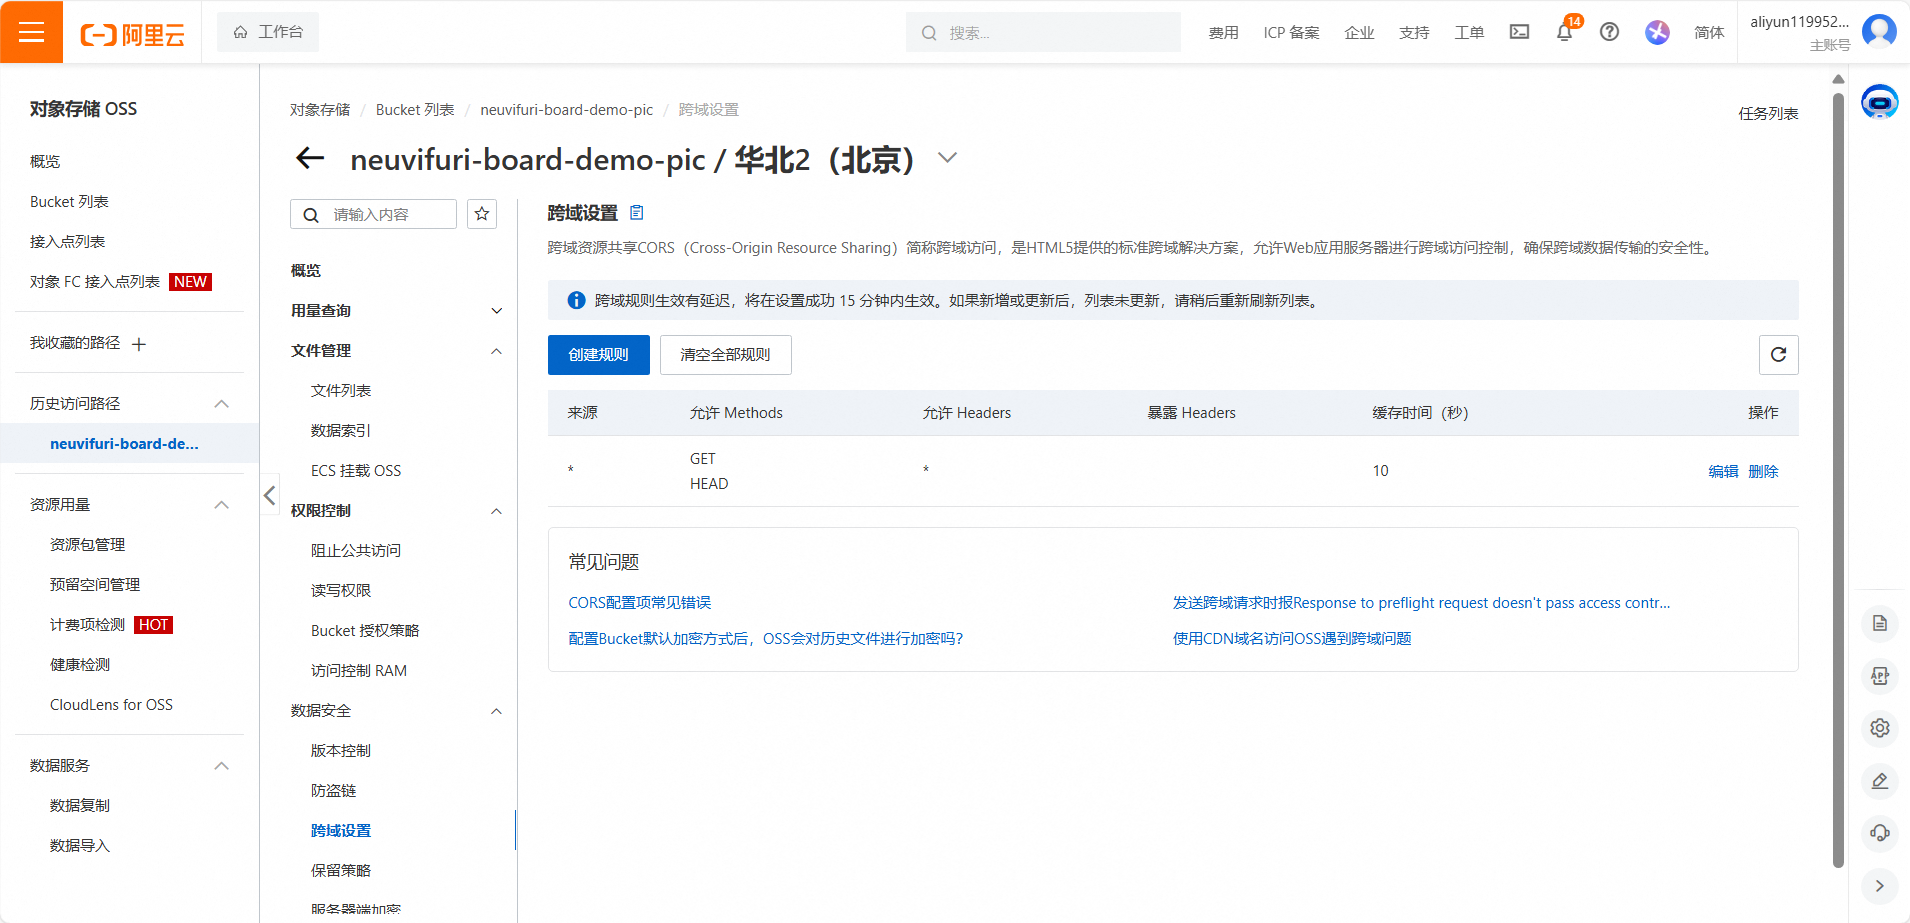 阿里云
工作台
搜索...
费用
ICP 备案
企业
支持
工单
14
简体
aliyun119952...
主账号
对象存储 OSS
概览
Bucket 列表
接入点列表
对象 FC 接入点列表 NEW
我收藏的路径
历史访问路径
neuvifuri-board-de...
资源用量
资源包管理
预留空间管理
计费项检测 HOT
健康检测
CloudLens for OSS
数据服务
数据复制
数据导入
对象存储 / Bucket 列表 / neuvifuri-board-demo-pic / 跨域设置
任务列表
neuvifuri-board-demo-pic / 华北2（北京）
请输入内容
概览
用量查询
文件管理
文件列表
数据索引
ECS 挂载 OSS
权限控制
阻止公共访问
读写权限
Bucket 授权策略
访问控制 RAM
数据安全
版本控制
防盗链
跨域设置
保留策略
服务器端加密
跨域设置
跨域资源共享CORS（Cross-Origin Resource Sharing）简称跨域访问，是HTML5提供的标准跨域解决方案，允许Web应用服务器进行跨域访问控制，确保跨域数据传输的安全性。
跨域规则生效有延迟，将在设置成功 15 分钟内生效。如果新增或更新后，列表未更新，请稍后重新刷新列表。
创建规则
清空全部规则
来源 允许 Methods 允许 Headers 暴露 Headers 缓存时间（秒） 操作
* GET * 10 编辑 删除
HEAD
常见问题
CORS配置项常见错误
发送跨域请求时报Response to preflight request doesn't pass access contr...
配置Bucket默认加密方式后，OSS会对历史文件进行加密吗?
使用CDN域名访问OSS遇到跨域问题
API